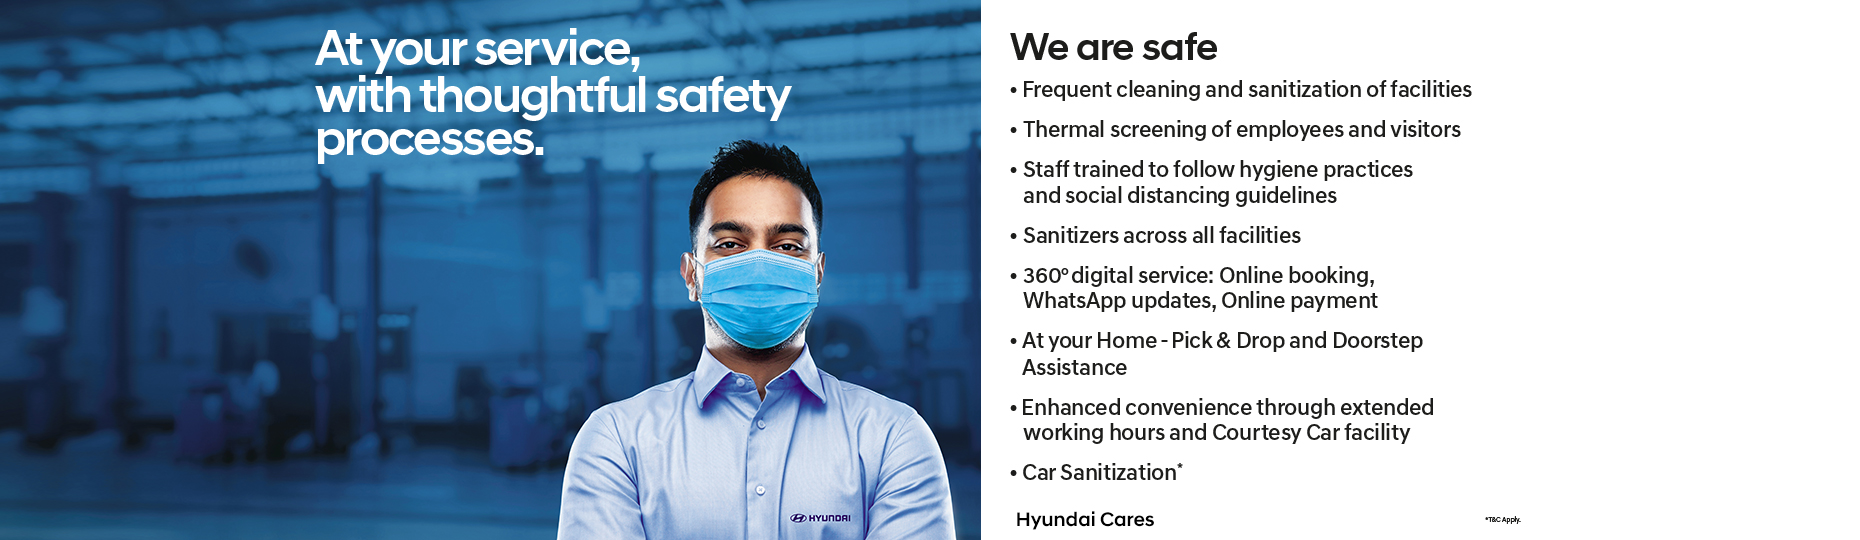 At your service,
with thoughtful safety
processes.
HYUNDAI
We are safe
• Frequent cleaning and sanitization of facilities
• Thermal screening of employees and visitors
• Staff trained to follow hygiene practices
and social distancing guidelines
• Sanitizers across all facilities
• 360º digital service: Online booking,
WhatsApp updates, Online payment
• At your Home - Pick & Drop and Doorstep
Assistance
• Enhanced convenience through extended
working hours and Courtesy Car facility
• Car Sanitization*
Hyundai Cares
*T&C Apply.